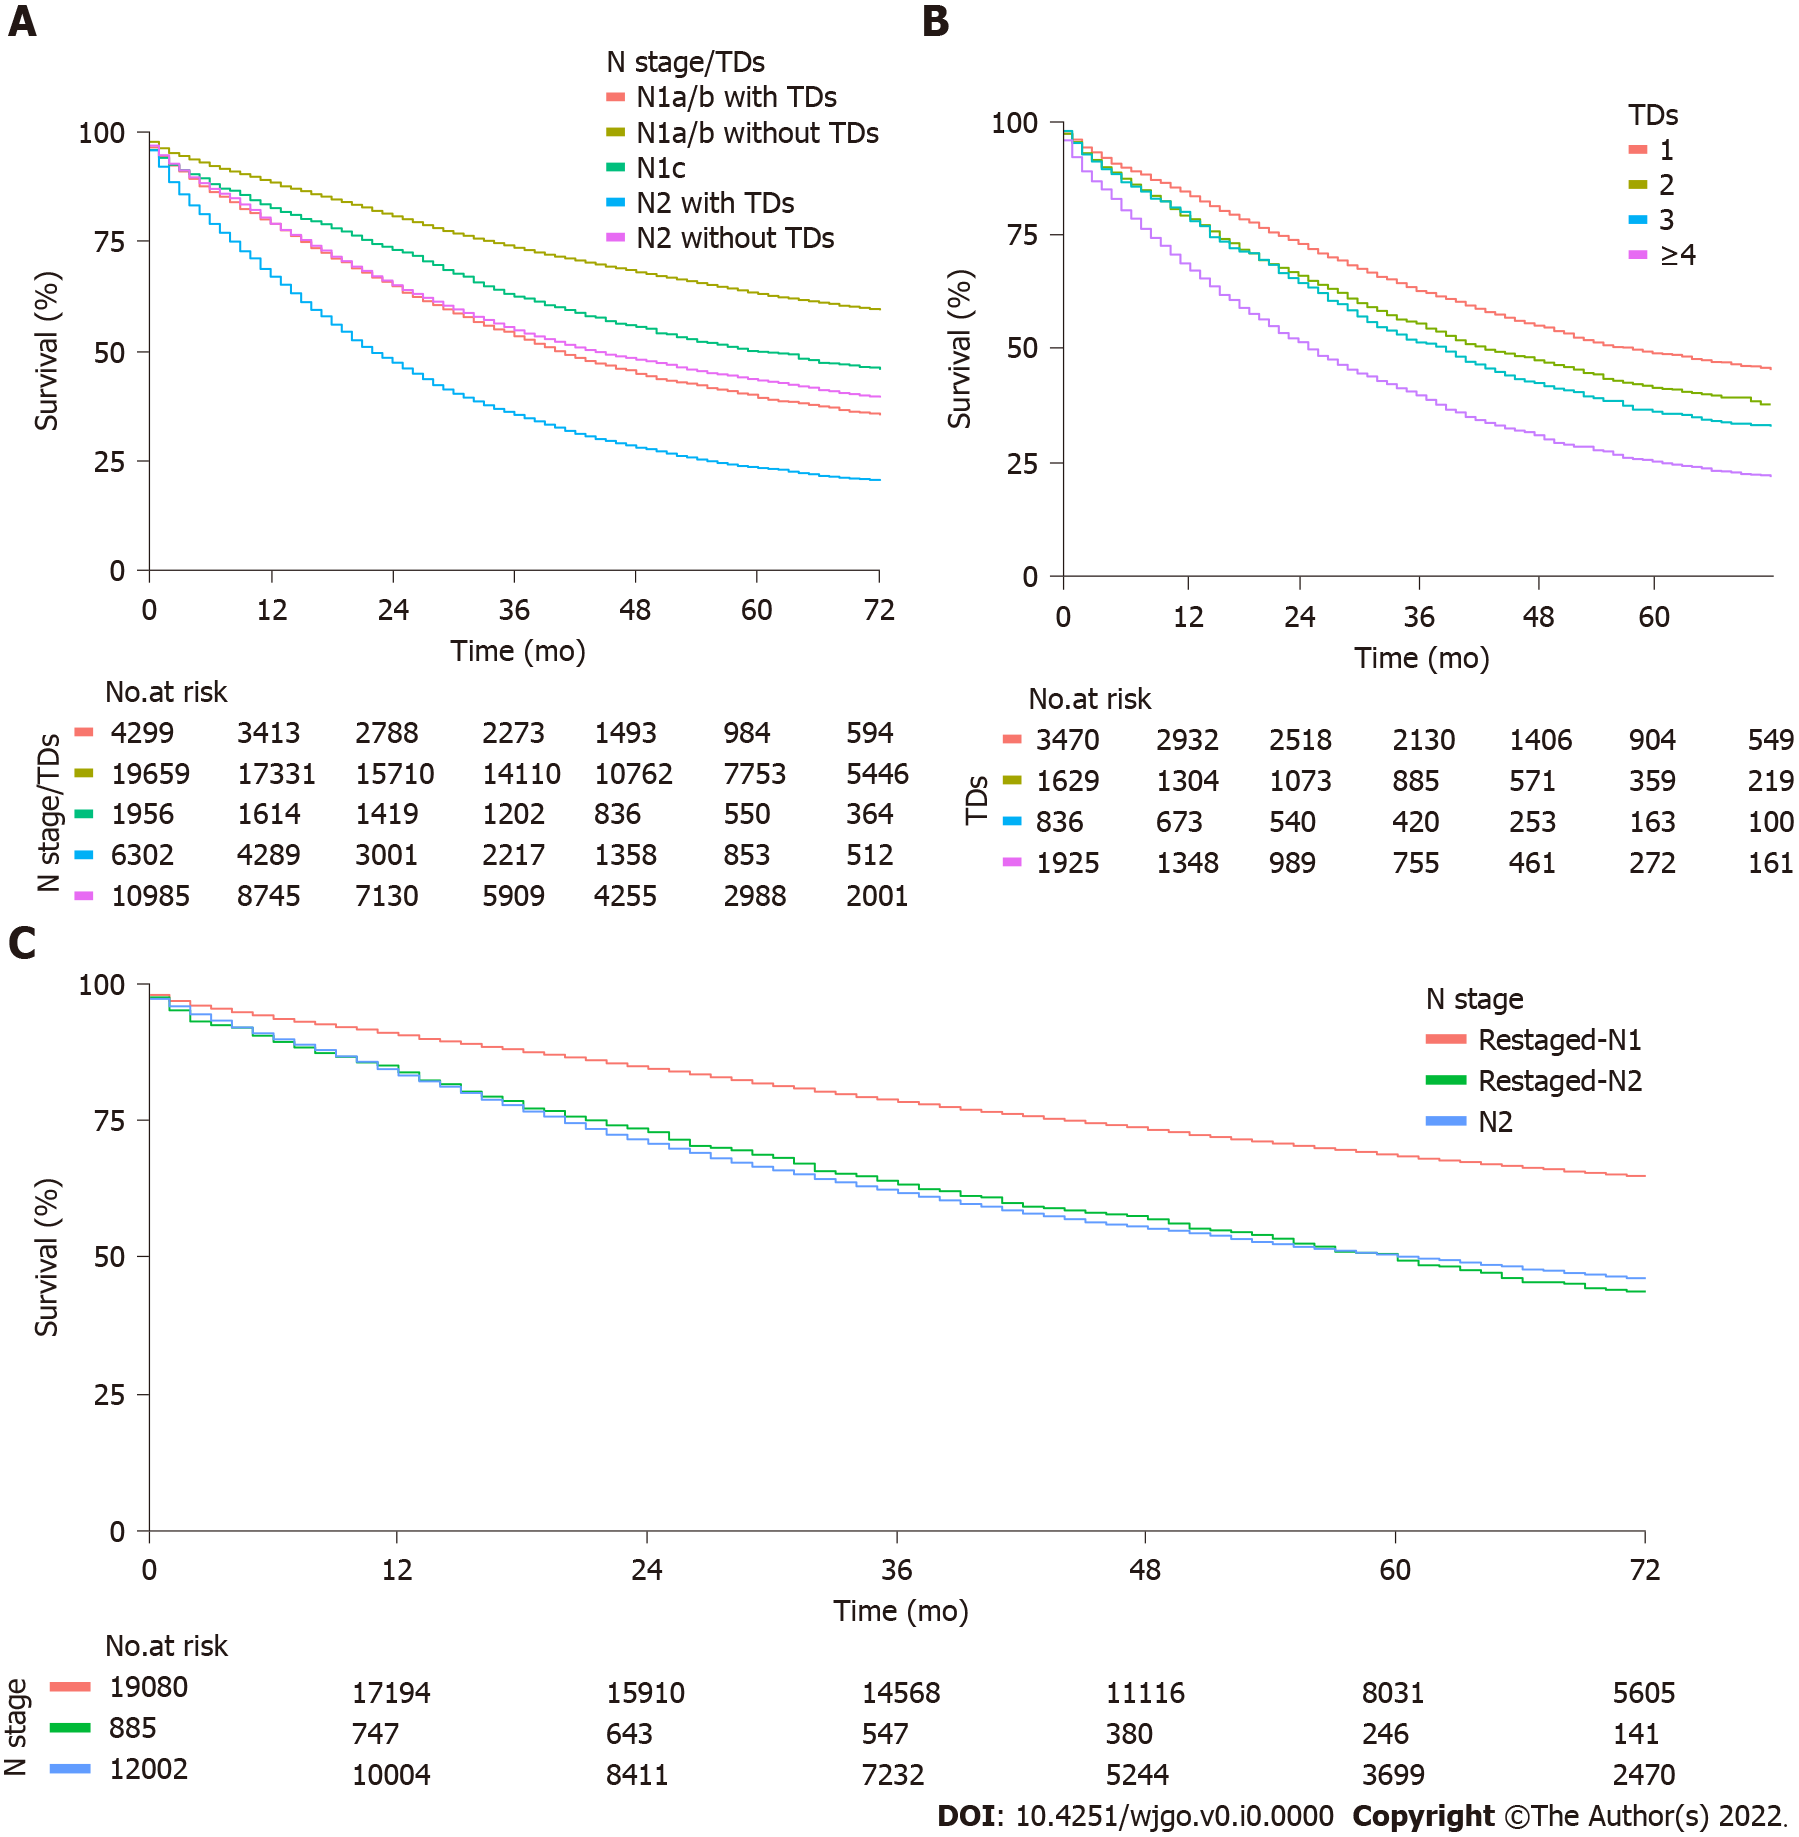 A
N stage/TDs
N1a/b with TDs
N1a/b without TDs
N1c
N2 with TDs
N2 without TDs
Survival (%)
100
75
50
25
0
0 12 24 36 48 60 72
Time (mo)
No.at risk
N stage/TDs
4299 3413 2788 2273 1493 984 594
19659 17331 15710 14110 10762 7753 5446
1956 1614 1419 1202 836 550 364
6302 4289 3001 2217 1358 853 512
10985 8745 7130 5909 4255 2988 2001
B
TDs
1
2
3
≥4
Survival (%)
100
75
50
25
0
0 12 24 36 48 60
Time (mo)
No.at risk
TDs
3470 2932 2518 2130 1406 904 549
1629 1304 1073 885 571 359 219
836 673 540 420 253 163 100
1925 1348 989 755 461 272 161
C
N stage
Restaged-N1
Restaged-N2
N2
Survival (%)
100
75
50
25
0
0 12 24 36 48 60 72
Time (mo)
No.at risk
N stage
19080 17194 15910 14568 11116 8031 5605
885 747 643 547 380 246 141
12002 10004 8411 7232 5244 3699 2470
DOI: 10.4251/wjgo.v0.i0.0000 Copyright ©The Author(s) 2022.